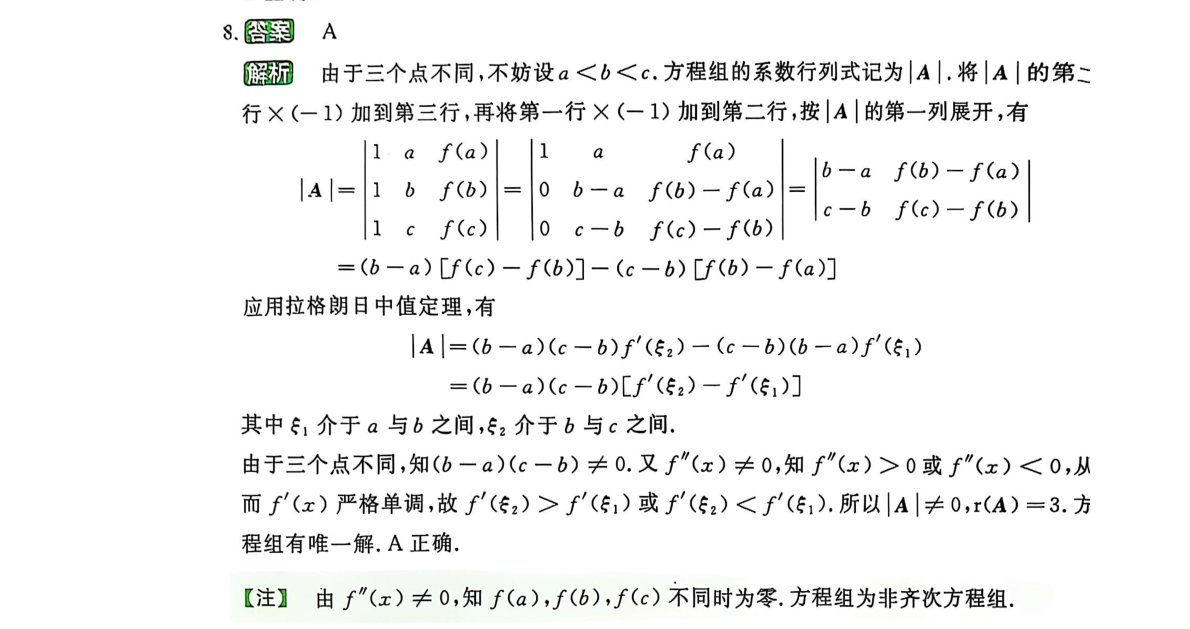 8. 答案 A
解析 由于三个点不同,不妨设 a<b<c.方程组的系数行列式记为|A|.将|A|的第二
行×(-1)加到第三行,再将第一行×(-1)加到第二行,按|A|的第一列展开,有
|A|=|1 a f(a); 1 b f(b); 1 c f(c)|=|1 a f(a); 0 b-a f(b)-f(a); 0 c-b f(c)-f(b)|=|b-a f(b)-f(a); c-b f(c)-f(b)|
=(b-a)[f(c)-f(b)]-(c-b)[f(b)-f(a)]
应用拉格朗日中值定理,有
|A|=(b-a)(c-b)f′(ξ₂)-(c-b)(b-a)f′(ξ₁)
=(b-a)(c-b)[f′(ξ₂)-f′(ξ₁)]
其中 ξ₁ 介于 a 与 b 之间,ξ₂ 介于 b 与 c 之间.
由于三个点不同,知(b-a)(c-b)≠0.又 f″(x)≠0,知 f″(x)>0 或 f″(x)<0,从
而 f′(x)严格单调,故 f′(ξ₂)>f′(ξ₁)或 f′(ξ₂)<f′(ξ₁).所以|A|≠0,r(A)=3.方
程组有唯一解.A 正确.
【注】 由 f″(x)≠0,知 f(a),f(b),f(c)不同时为零.方程组为非齐次方程组.